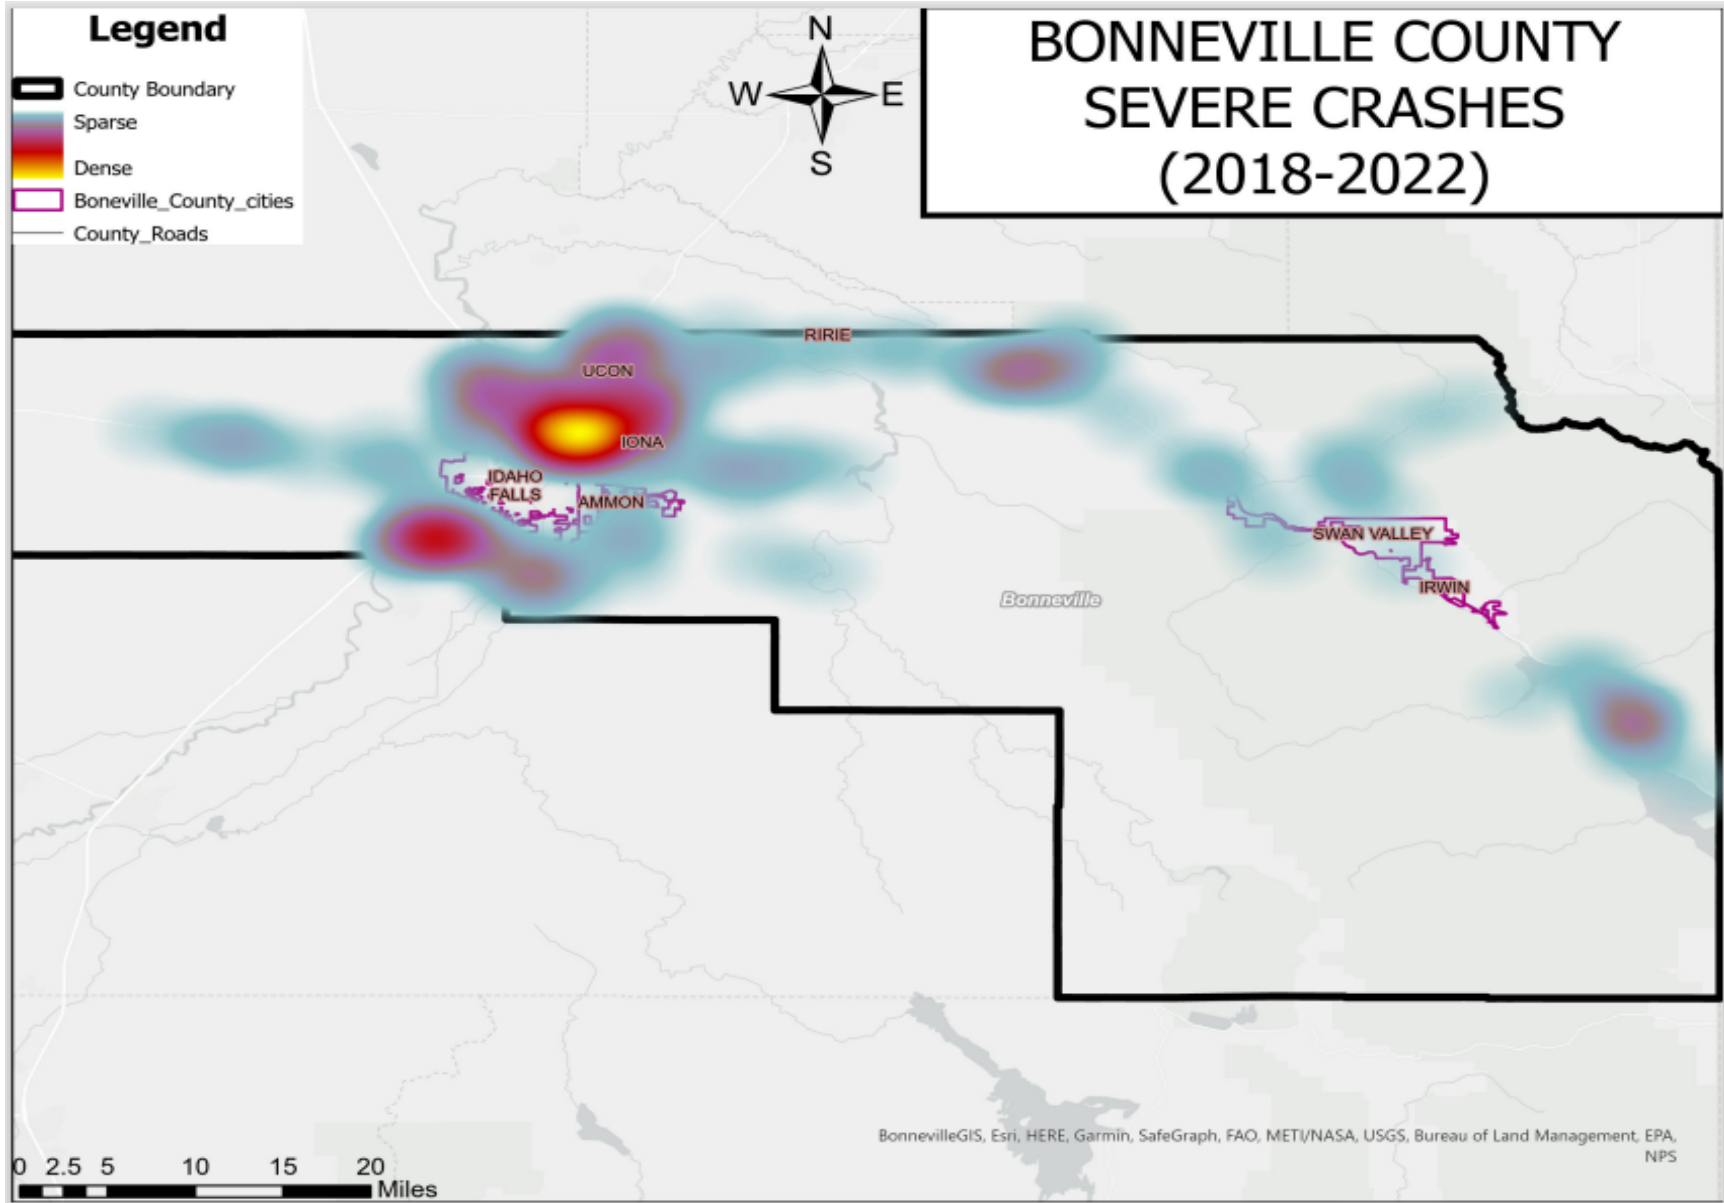 Legend
County Boundary
Sparse
Dense
Boneville_County_cities
County_Roads
N
W E
S
BONNEVILLE COUNTY
SEVERE CRASHES
(2018-2022)
RIRIE
UCON
IONA
IDAHO
FALLS
AMMON
SWAN VALLEY
IRWIN
Bonneville
BonnevilleGIS, Esri, HERE, Garmin, SafeGraph, FAO, METI/NASA, USGS, Bureau of Land Management, EPA,
NPS
0 2.5 5 10 15 20
Miles